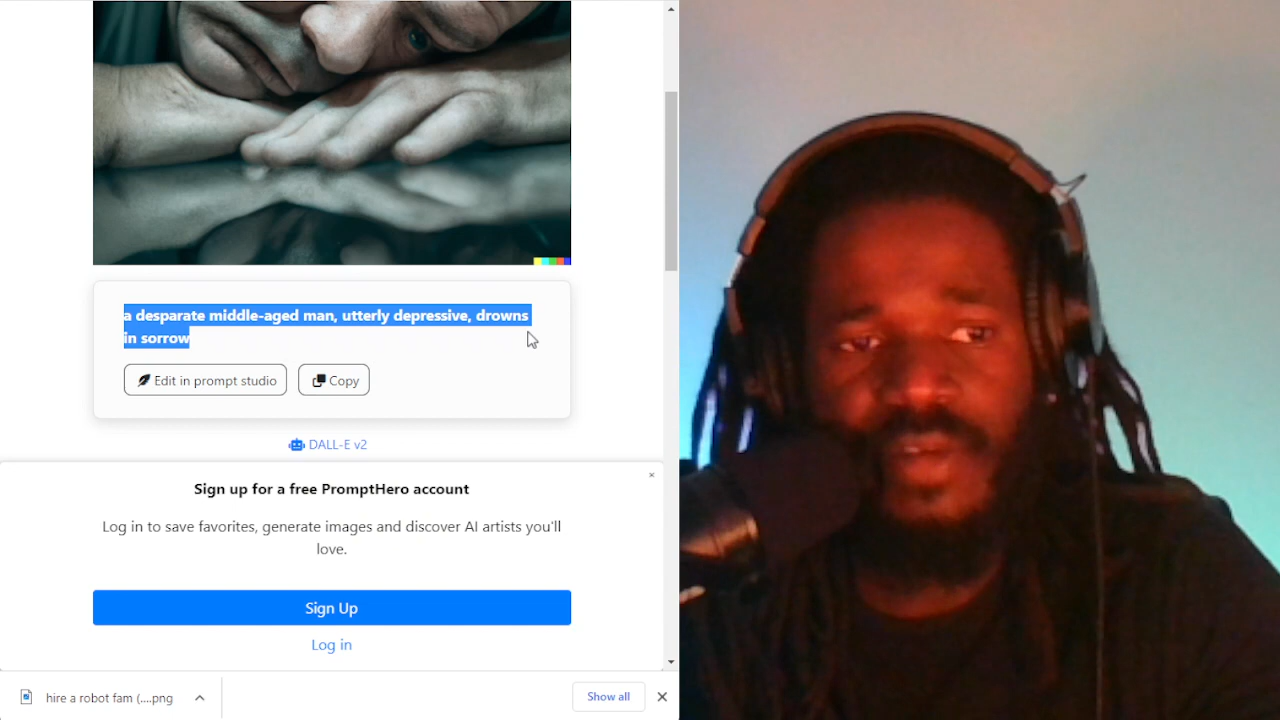 a desparate middle-aged man, utterly depressive, drowns
in sorrow
Edit in prompt studio
Copy
DALL-E v2
×
Sign up for a free PromptHero account
Log in to save favorites, generate images and discover AI artists you'll
love.
Sign Up
Log in
hire a robot fam (....png
Show all